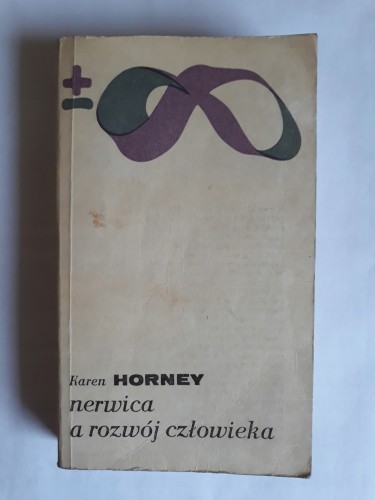 ±
Karen HORNEY
nerwica
a rozwój człowieka